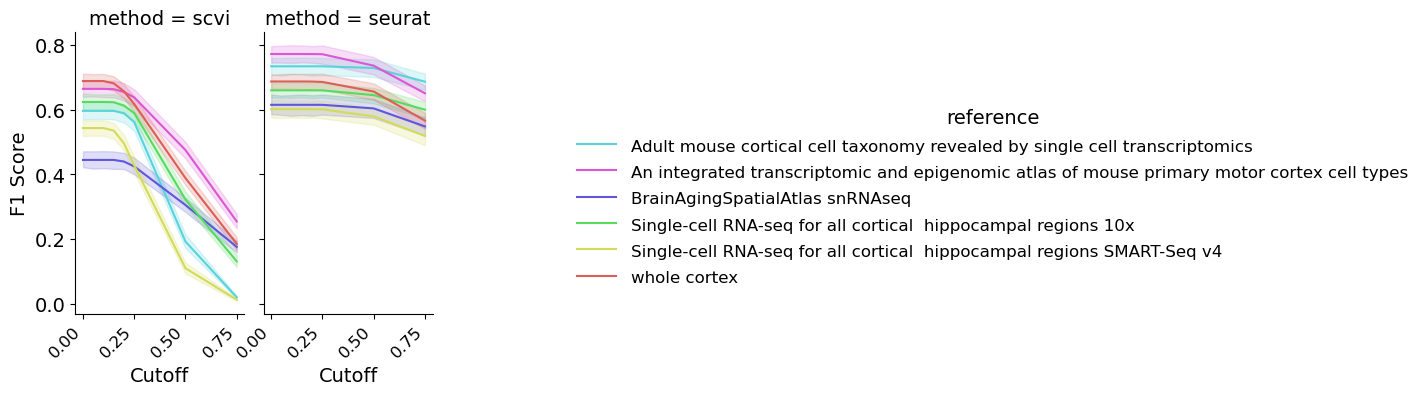 method = scvi
method = seurat
F1 Score
0.8
0.6
0.4
0.2
0.0
0.00
0.25
0.50
0.75
0.00
0.25
0.50
0.75
Cutoff
Cutoff
reference
Adult mouse cortical cell taxonomy revealed by single cell transcriptomics
An integrated transcriptomic and epigenomic atlas of mouse primary motor cortex cell types
BrainAgingSpatialAtlas snRNAseq
Single-cell RNA-seq for all cortical  hippocampal regions 10x
Single-cell RNA-seq for all cortical  hippocampal regions SMART-Seq v4
whole cortex